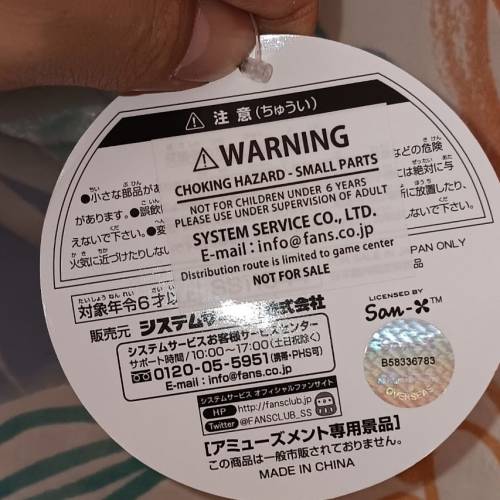 ⚠ 注意(ちゅうい)
⚠WARNING
CHOKING HAZARD - SMALL PARTS
NOT FOR CHILDREN UNDER 6 YEARS
PLEASE USE UNDER SUPERVISION OF ADULT
SYSTEM SERVICE CO., LTD.
E-mail : info@fans.co.jp
Distribution route is limited to game center
NOT FOR SALE
●小さな部品が
などの危険
があります。●誤飲
には絶対に与
えないで下さい。●変
所に放置したり、
火気に近づけたりしない
PAN ONLY
品
対象年令6才以
販売元 システムサ 株式会社
システムサービスお客様サービスセンター
サポート時間/10:00〜17:00(土日祝除く)
0120-05-5951(携帯・PHS可)
E-mail : info@fans.co.jp
システムサービス オフィシャルファンサイト
HP http://fansclub.jp
Twitter @FANSCLUB_SS
LICENSED BY
San-X™
B58336783
OVERSEAS
[アミューズメント専用景品]
この商品は一般市販されておりません。
MADE IN CHINA